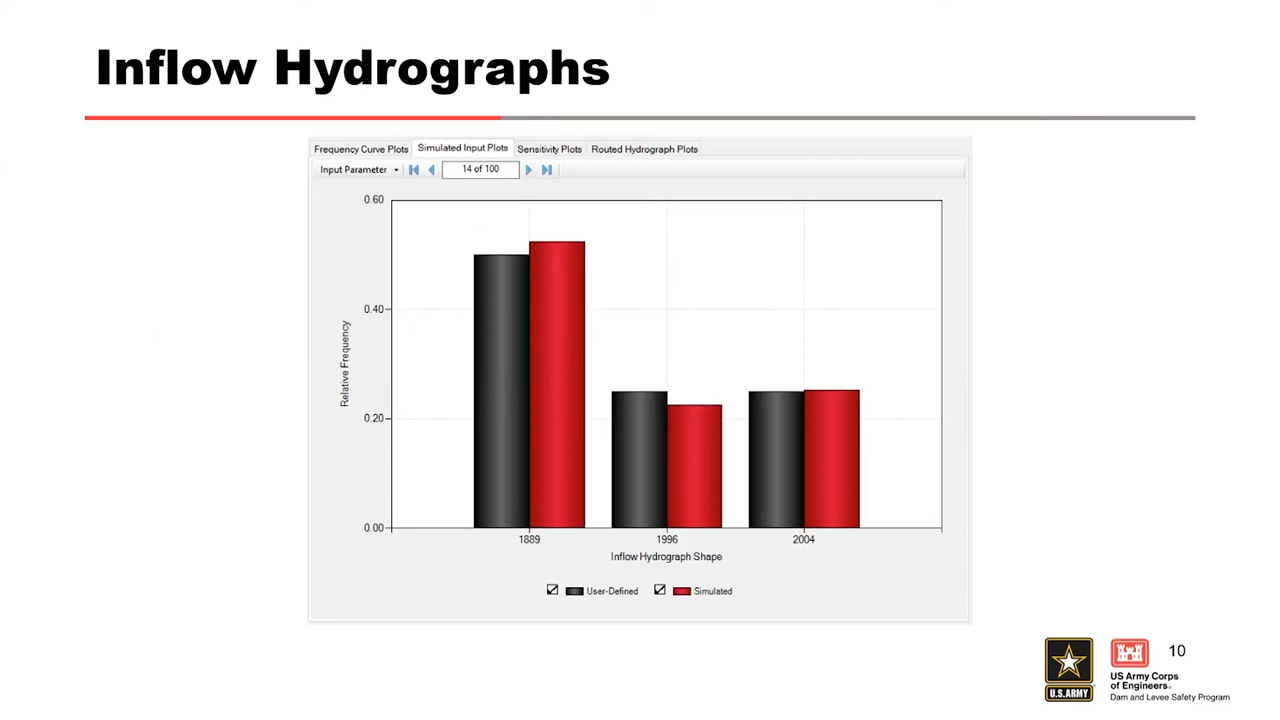 Inflow Hydrographs
Frequency Curve Plots Simulated Input Plots Sensitivity Plots Routed Hydrograph Plots
Input Parameter 14 of 100
0.60
0.40
0.20
0.00
Relative Frequency
1889 1996 2004
Inflow Hydrograph Shape
User-Defined Simulated
10
U.S.ARMY
US Army Corps
of Engineers®
Dam and Levee Safety Program